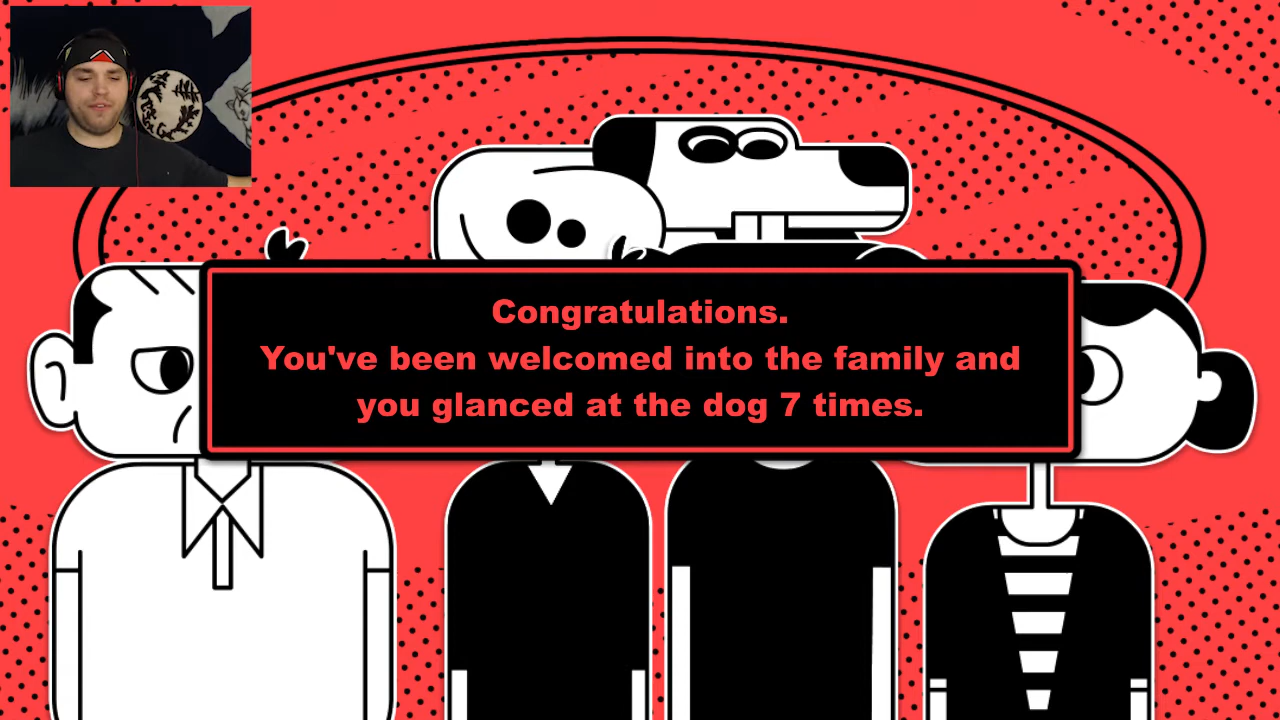 Congratulations.
You've been welcomed into the family and
you glanced at the dog 7 times.